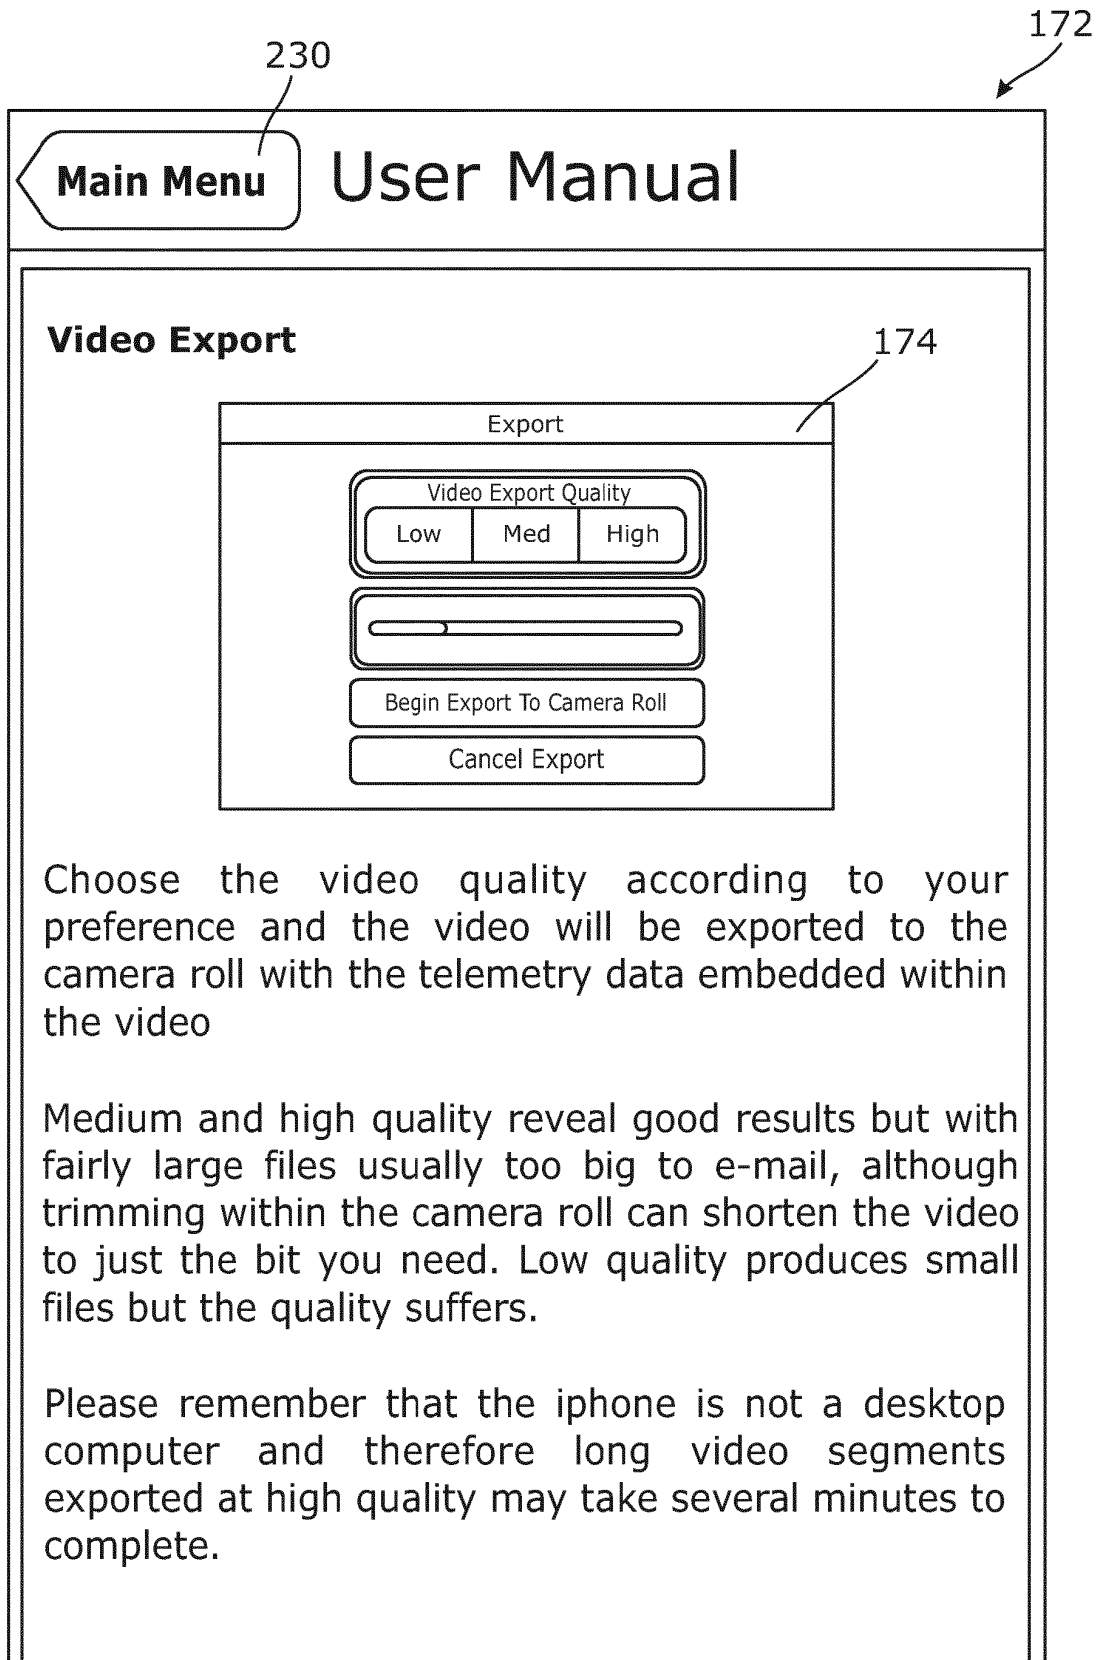 172
230
Main Menu User Manual
Video Export
174
Export
Video Export Quality
Low Med High
Begin Export To Camera Roll
Cancel Export
Choose the video quality according to your
preference and the video will be exported to the
camera roll with the telemetry data embedded within
the video
Medium and high quality reveal good results but with
fairly large files usually too big to e-mail, although
trimming within the camera roll can shorten the video
to just the bit you need. Low quality produces small
files but the quality suffers.
Please remember that the iphone is not a desktop
computer and therefore long video segments
exported at high quality may take several minutes to
complete.